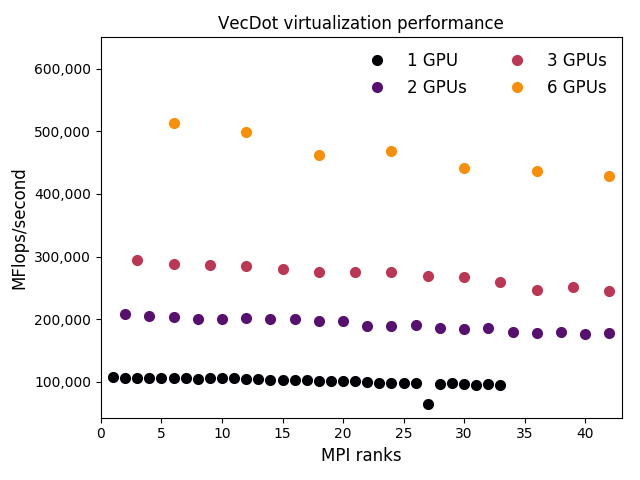 VecDot virtualization performance
1 GPU
2 GPUs
3 GPUs
6 GPUs
MFlops/second
600,000
500,000
400,000
300,000
200,000
100,000
0 5 10 15 20 25 30 35 40
MPI ranks